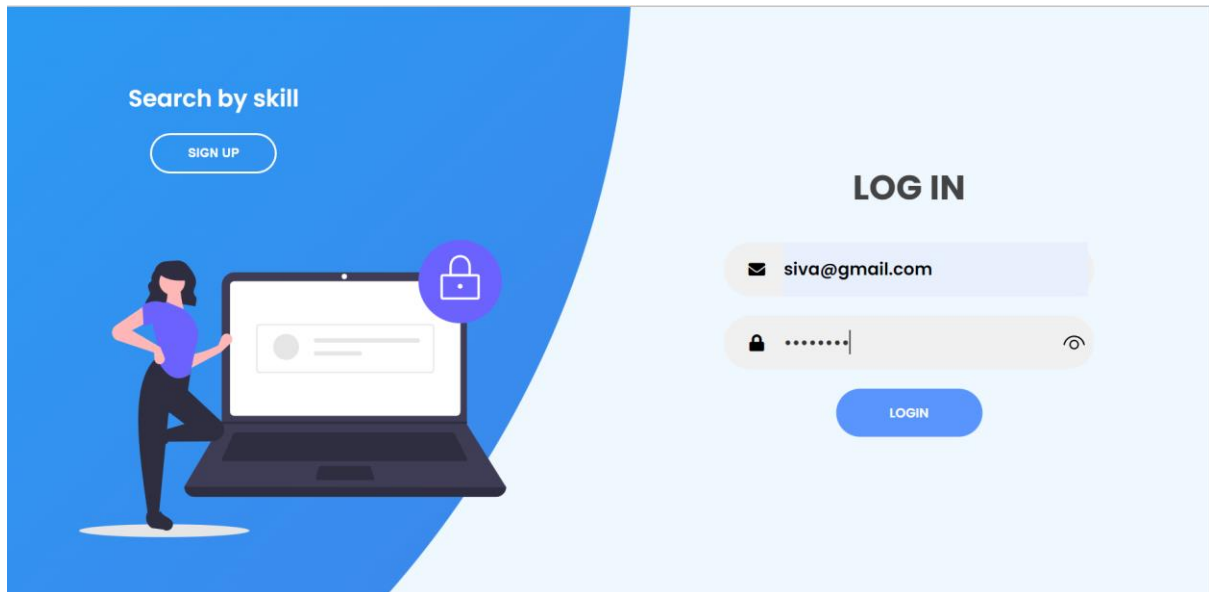 Search by skill
SIGN UP
LOG IN
siva@gmail.com
••••••••
LOGIN